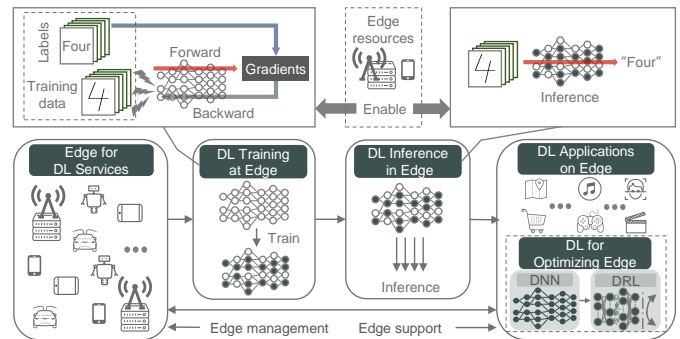 Labels
Four
Training
data
4
Forward
Backward
Gradients
Edge
resources
Enable
4
Inference
"Four"
Edge for
DL Services
DL Training
at Edge
Train
DL Inference
in Edge
Inference
DL Applications
on Edge
DL for
Optimizing Edge
DNN
DRL
Edge management
Edge support